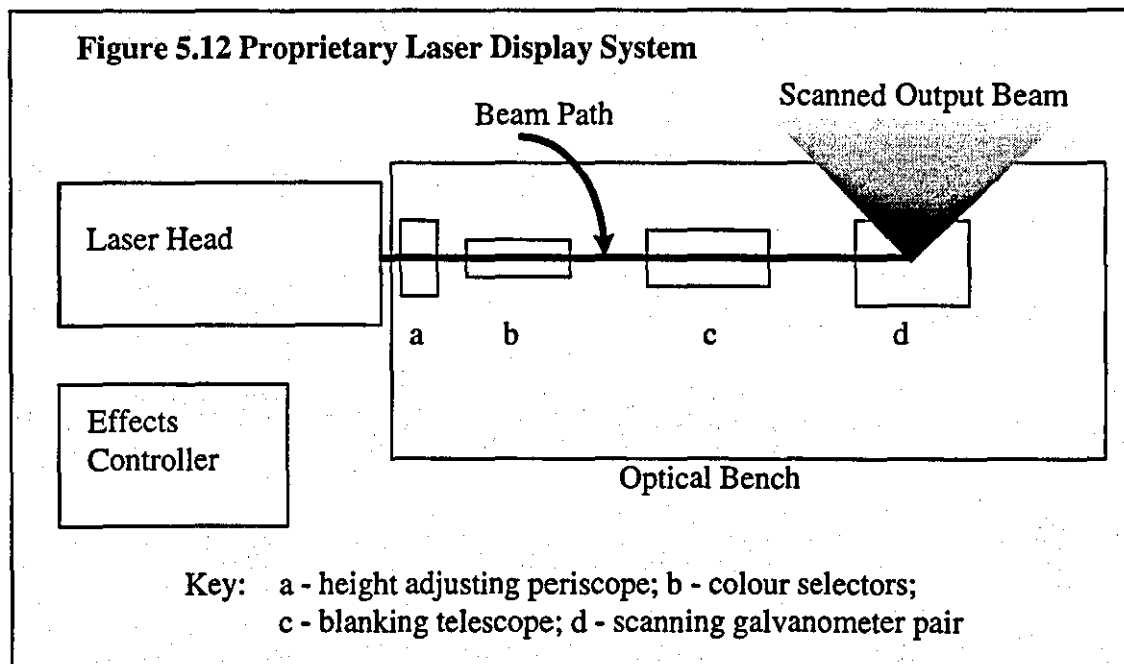 Figure 5.12 Proprietary Laser Display System
Scanned Output Beam
Beam Path
Laser Head
a
b
c
d
Effects
Controller
Optical Bench
Key: a - height adjusting periscope; b - colour selectors;
c - blanking telescope; d - scanning galvanometer pair